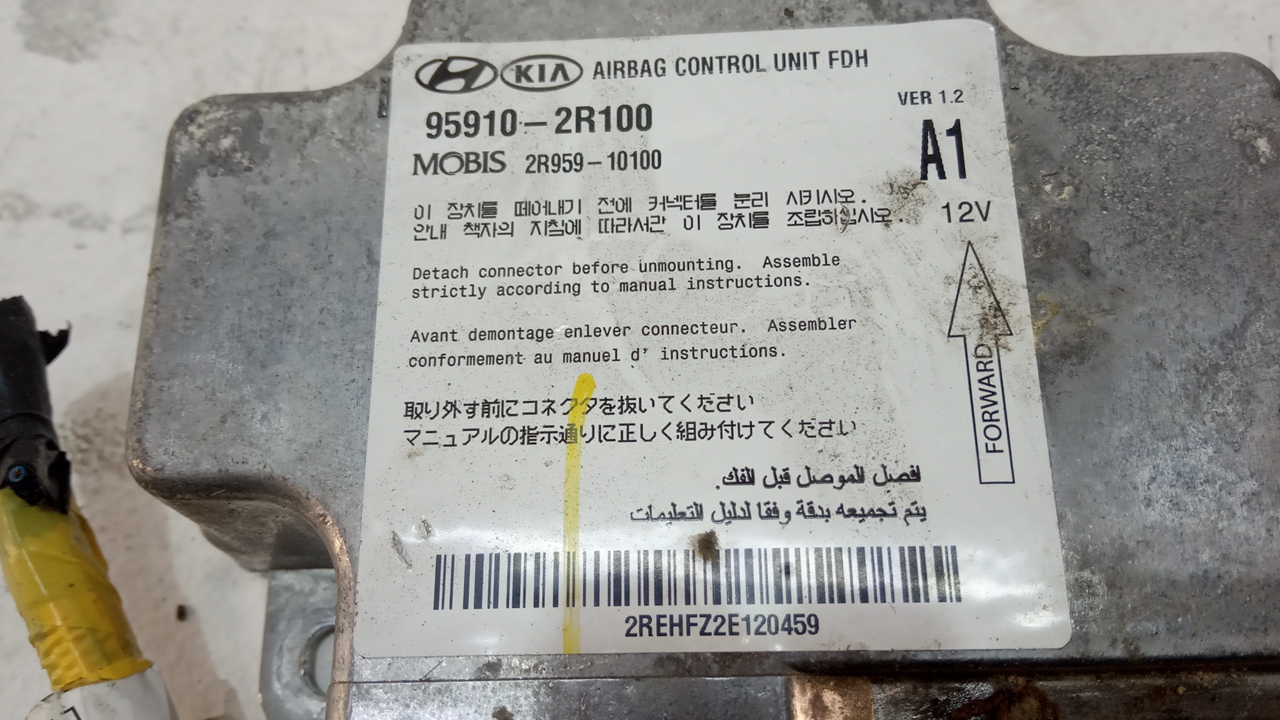 KIA AIRBAG CONTROL UNIT FDH
95910-2R100
VER 1.2
MOBIS 2R959-10100
A1
이 장치를 떼어내기 전에 커넥터를 분리 시키시오.
안내 책자의 지침에 따라서만 이 장치를 조립하십시오.
12V
Detach connector before unmounting. Assemble
strictly according to manual instructions.
Avant demontage enlever connecteur. Assembler
conformement au manuel d' instructions.
FORWARD
取り外す前にコネクタを抜いてください
マニュアルの指示通りに正しく組み付けてください
افصل الموصل قبل الفك.
يتم تجميعه بدقة وفقا لدليل التعليمات
2REHFZ2E120459